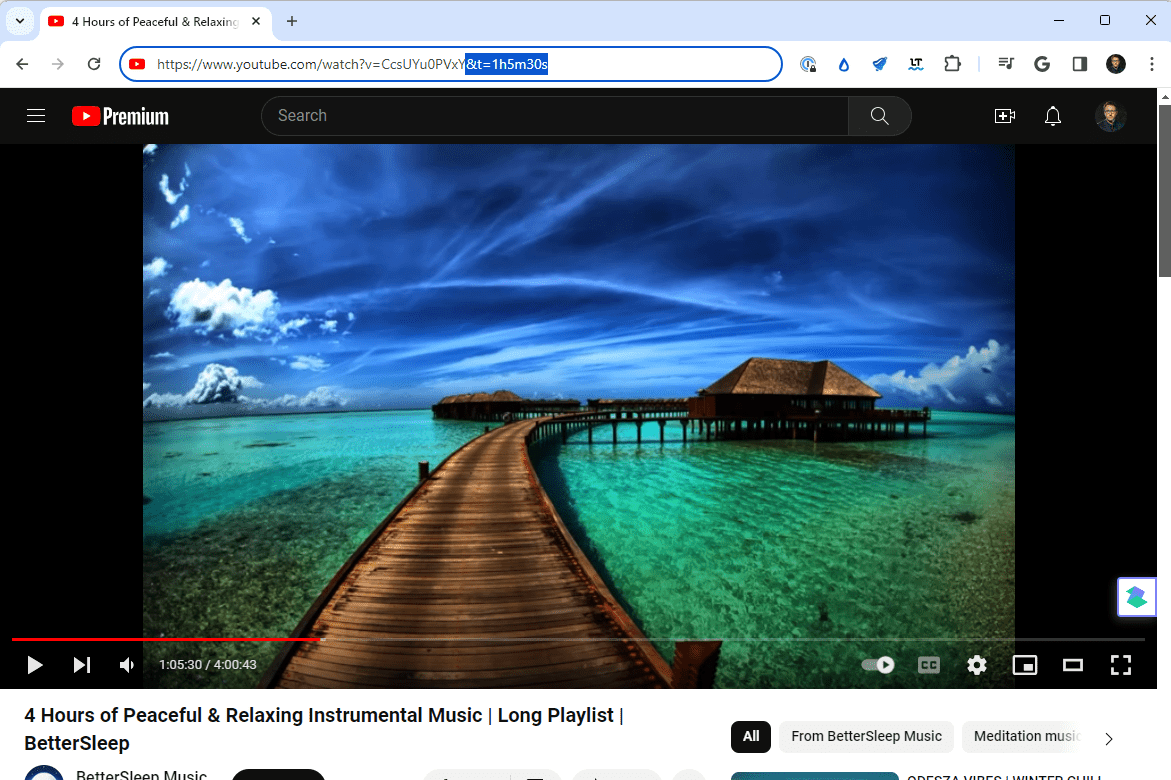 4 Hours of Peaceful & Relaxing
https://www.youtube.com/watch?v=CcsUYu0PVxY&t=1h5m30s
LT
Premium
Search
1:05:30 / 4:00:43
CC
4 Hours of Peaceful & Relaxing Instrumental Music | Long Playlist |
BetterSleep
All
From BetterSleep Music
Meditation music
BetterSleep Music
ODESZA VIBES | WINTER CHILL